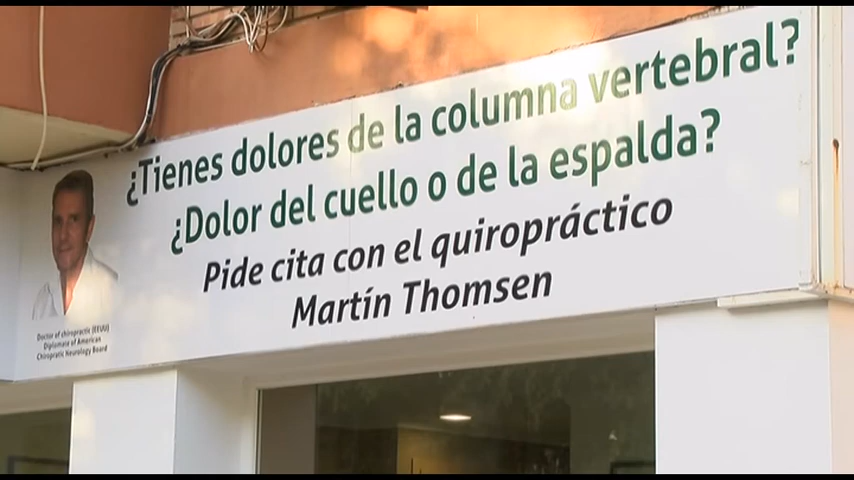 ¿Tienes dolores de la columna vertebral?
¿Dolor del cuello o de la espalda?
Pide cita con el quiropráctico
Martín Thomsen
Doctor of chiropractic (EEUU)
Diplomate of American
Chiropratic Neurology Board